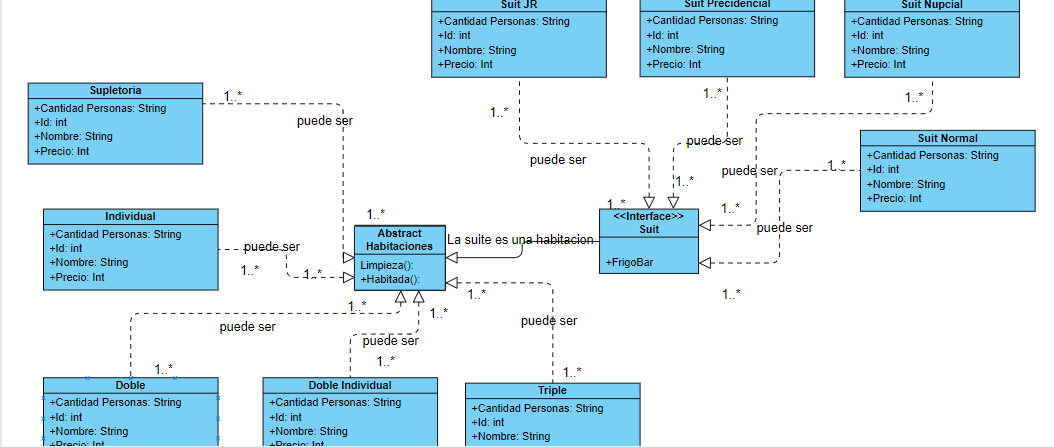 Suit JR
+Cantidad Personas: String
+Id: int
+Nombre: String
+Precio: Int
Suit Precidencial
+Cantidad Personas: String
+Id: int
+Nombre: String
+Precio: Int
Suit Nupcial
+Cantidad Personas: String
+Id: int
+Nombre: String
+Precio: Int
Supletoria
+Cantidad Personas: String
+Id: int
+Nombre: String
+Precio: Int
1..*
puede ser
1..*
puede ser
1..*
puede ser
1..*
1..*
puede ser
Suit Normal
+Cantidad Personas: String
+Id: int
+Nombre: String
+Precio: Int
1..*
puede ser
1..*
1..*
1..*
Individual
+Cantidad Personas: String
+Id: int
+Nombre: String
+Precio: Int
puede ser
1..*
1..*
1..*
Abstract
Habitaciones
Limpieza():
+Habitada():
La suite es una habitacion
<<Interface>>
Suit
+FrigoBar
1..*
puede ser
1..*
1..*
puede ser
1..*
1..*
puede ser
1..*
Doble
+Cantidad Personas: String
+Id: int
+Nombre: String
+Precio: Int
Doble Individual
+Cantidad Personas: String
+Id: int
+Nombre: String
+Precio: Int
Triple
+Cantidad Personas: String
+Id: int
+Nombre: String